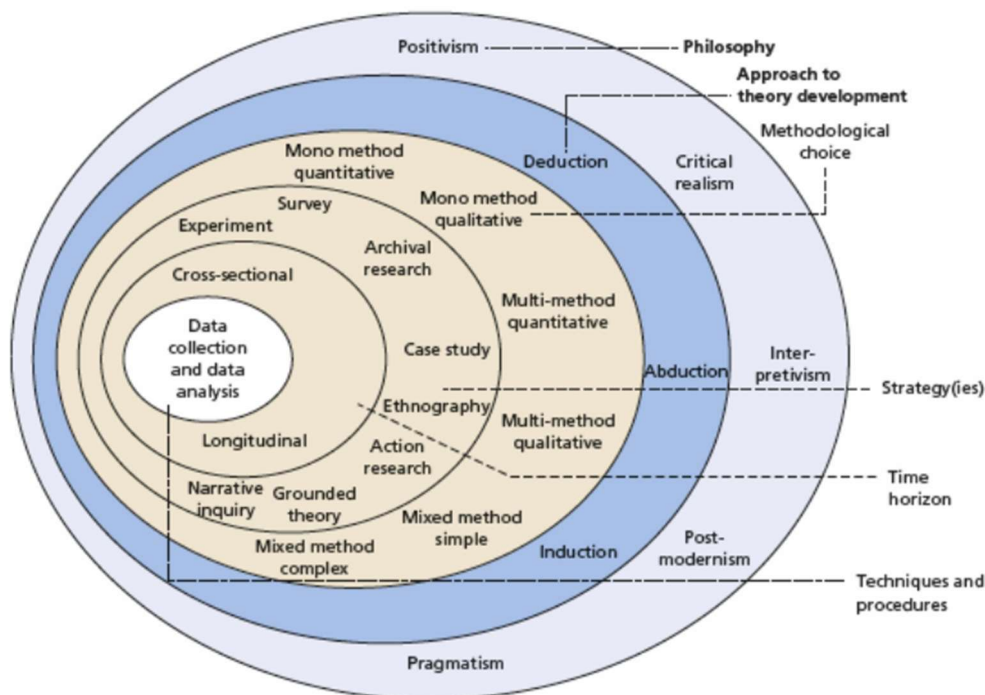 Positivism
Philosophy
Approach to
theory development
Methodological
choice
Mono method
quantitative
Deduction
Critical
realism
Mono method
qualitative
Survey
Experiment
Archival
research
Cross-sectional
Multi-method
quantitative
Data
collection
and data
analysis
Case study
Inter-
pretivism
Abduction
Strategy(ies)
Ethnography
Multi-method
qualitative
Longitudinal
Action
research
Time
horizon
Narrative
inquiry
Grounded
theory
Mixed method
simple
Mixed method
complex
Induction
Post-
modernism
Techniques and
procedures
Pragmatism